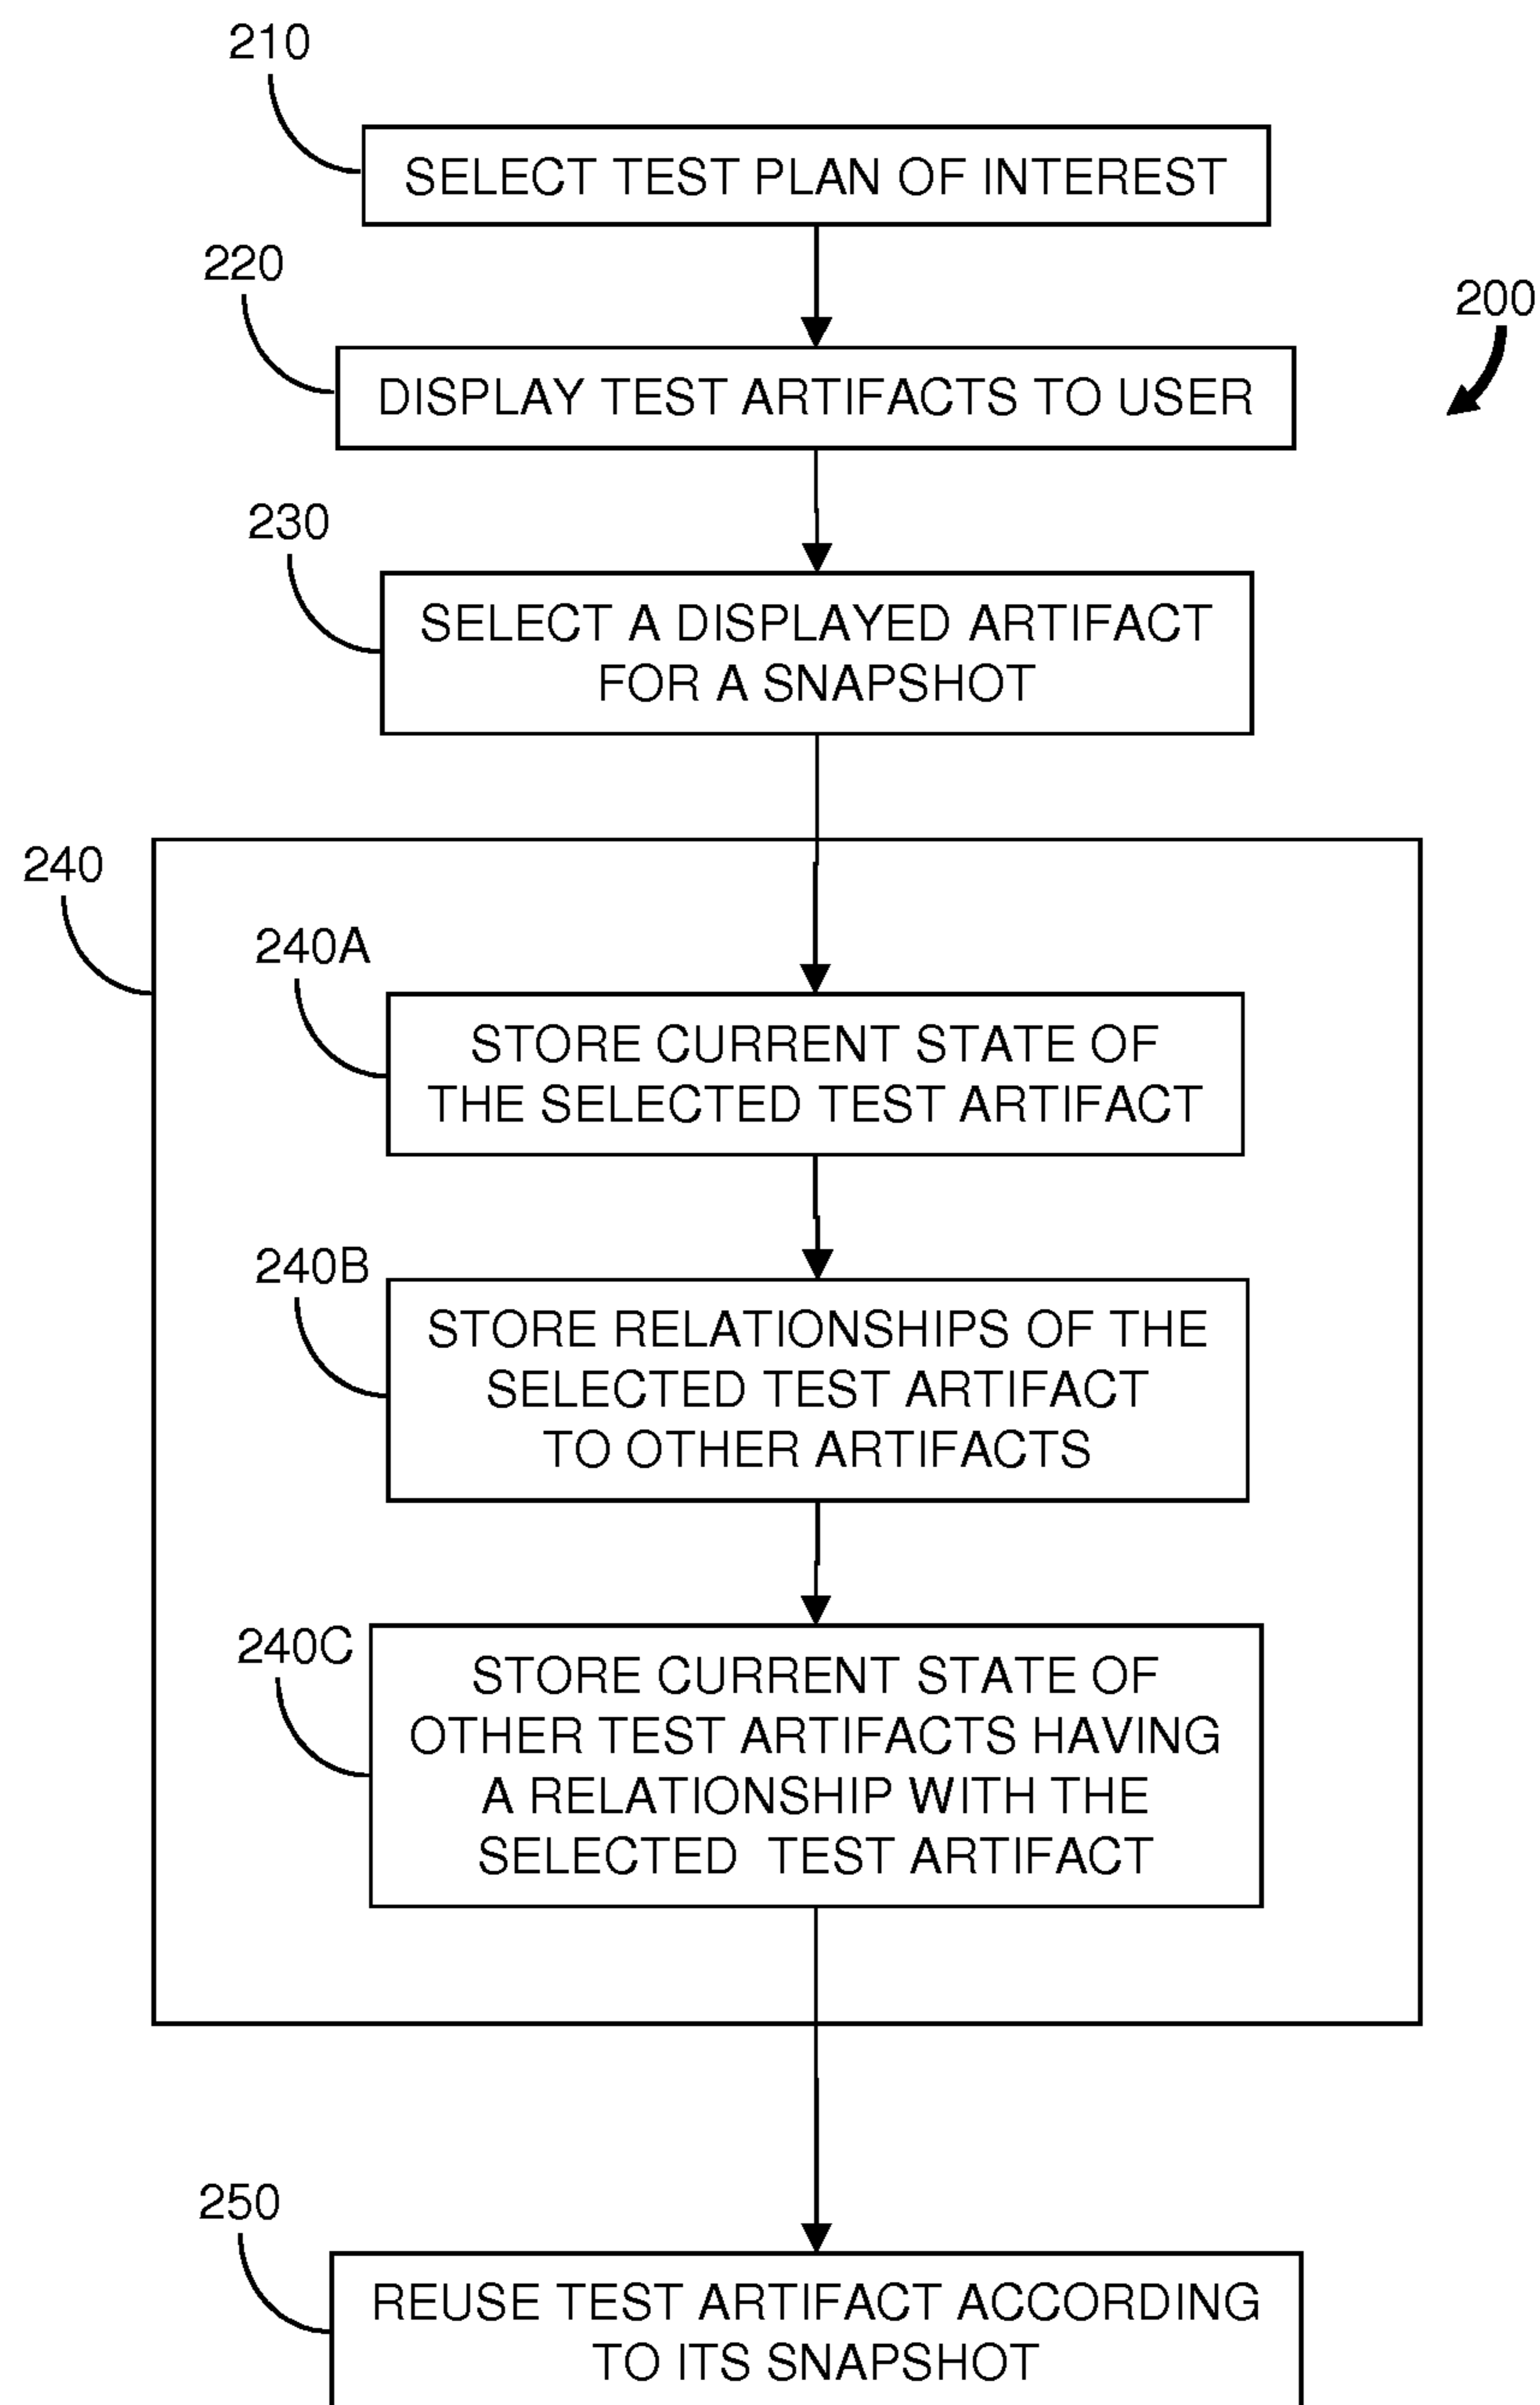 210
SELECT TEST PLAN OF INTEREST
220
200
DISPLAY TEST ARTIFACTS TO USER
230
SELECT A DISPLAYED ARTIFACT
FOR A SNAPSHOT
240
240A
STORE CURRENT STATE OF
THE SELECTED TEST ARTIFACT
240B
STORE RELATIONSHIPS OF THE
SELECTED TEST ARTIFACT
TO OTHER ARTIFACTS
240C
STORE CURRENT STATE OF
OTHER TEST ARTIFACTS HAVING
A RELATIONSHIP WITH THE
SELECTED TEST ARTIFACT
250
REUSE TEST ARTIFACT ACCORDING
TO ITS SNAPSHOT